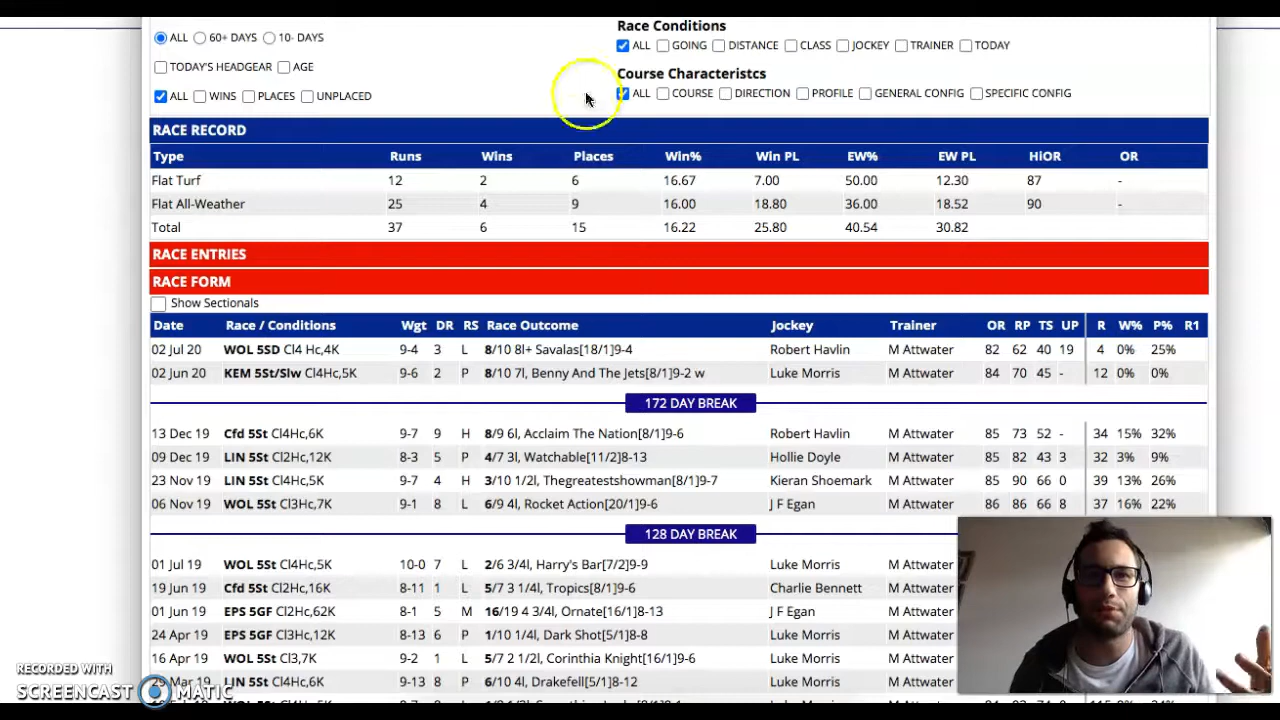 ALL 60+ DAYS 10- DAYS
TODAY'S HEADGEAR AGE
ALL WINS PLACES UNPLACED
Race Conditions
ALL GOING DISTANCE CLASS JOCKEY TRAINER TODAY
Course Characteristcs
ALL COURSE DIRECTION PROFILE GENERAL CONFIG SPECIFIC CONFIG
RACE RECORD
Type Runs Wins Places Win% Win PL EW% EW PL HiOR OR
Flat Turf 12 2 6 16.67 7.00 50.00 12.30 87 -
Flat All-Weather 25 4 9 16.00 18.80 36.00 18.52 90 -
Total 37 6 15 16.22 25.80 40.54 30.82
RACE ENTRIES
RACE FORM
Show Sectionals
Date Race / Conditions Wgt DR RS Race Outcome Jockey Trainer OR RP TS UP R W% P% R1
02 Jul 20 WOL 5SD Cl4 Hc,4K 9-4 3 L 8/10 8l+ Savalas[18/1]9-4 Robert Havlin M Attwater 82 62 40 19 4 0% 25%
02 Jun 20 KEM 5St/Slw Cl4Hc,5K 9-6 2 P 8/10 7l, Benny And The Jets[8/1]9-2 w Luke Morris M Attwater 84 70 45 - 12 0% 0%
172 DAY BREAK
13 Dec 19 Cfd 5St Cl4Hc,6K 9-7 9 H 8/9 6l, Acclaim The Nation[8/1]9-6 Robert Havlin M Attwater 85 73 52 - 34 15% 32%
09 Dec 19 LIN 5St Cl2Hc,12K 8-3 5 P 4/7 3l, Watchable[11/2]8-13 Hollie Doyle M Attwater 85 82 43 3 32 3% 9%
23 Nov 19 LIN 5St Cl4Hc,5K 9-7 4 H 3/10 1/2l, Thegreatestshowman[8/1]9-7 Kieran Shoemark M Attwater 85 90 66 0 39 13% 26%
06 Nov 19 WOL 5St Cl3Hc,7K 9-1 8 L 6/9 4l, Rocket Action[20/1]9-6 J F Egan M Attwater 86 86 66 8 37 16% 22%
128 DAY BREAK
01 Jul 19 WOL 5St Cl4Hc,5K 10-0 7 L 2/6 3/4l, Harry's Bar[7/2]9-9 Luke Morris M Attwater
19 Jun 19 Cfd 5St Cl2Hc,16K 8-11 1 L 5/7 3 1/4l, Tropics[8/1]9-6 Charlie Bennett M Attwater
01 Jun 19 EPS 5GF Cl2Hc,62K 8-1 5 M 16/19 4 3/4l, Ornate[16/1]8-13 J F Egan M Attwater
24 Apr 19 EPS 5GF Cl3Hc,12K 8-13 6 P 1/10 1/4l, Dark Shot[5/1]8-8 Luke Morris M Attwater
16 Apr 19 WOL 5St Cl3,7K 9-2 1 L 5/7 2 1/2l, Corinthia Knight[16/1]9-6 Luke Morris M Attwater
Mar 19 LIN 5St Cl4Hc,6K 9-13 8 P 6/10 4l, Drakefell[5/1]8-12 Luke Morris M Attwater
RECORDED WITH
SCREENCAST MATIC